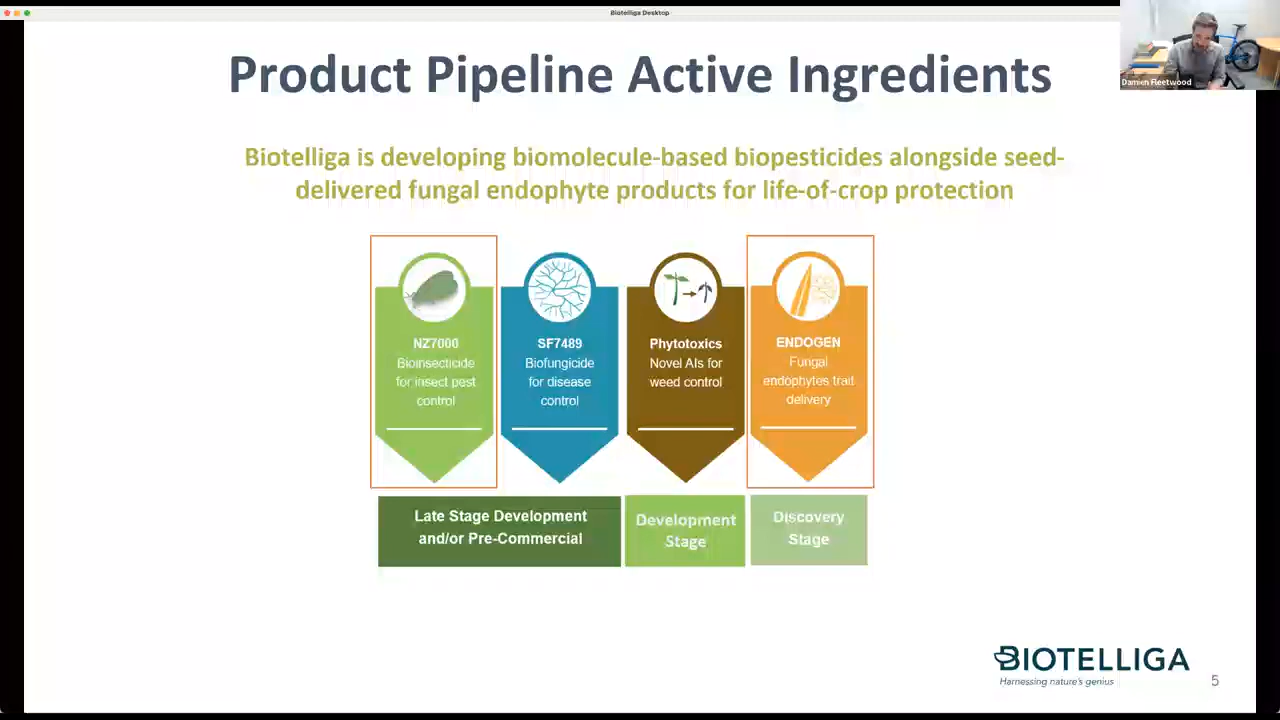 Biotelliga Desktop
Damien Fleetwood
Product Pipeline Active Ingredients
Biotelliga is developing biomolecule-based biopesticides alongside seed-
delivered fungal endophyte products for life-of-crop protection
NZ7000
Bioinsecticide
for insect pest
control
SF7489
Biofungicide
for disease
control
Phytotoxics
Novel AIs for
weed control
ENDOGEN
Fungal
endophytes trait
delivery
Late Stage Development
and/or Pre-Commercial
Development
Stage
Discovery
Stage
BIOTELLIGA
Harnessing nature's genius
5